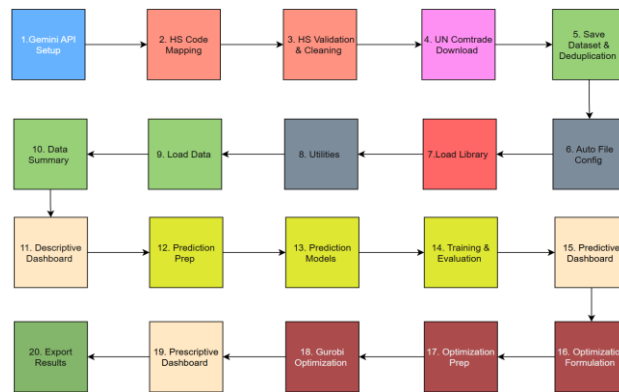 1.Gemini API
Setup
2. HS Code
Mapping
3. HS Validation
& Cleaning
4. UN Comtrade
Download
5. Save
Dataset &
Deduplication
10. Data
Summary
9. Load Data
8. Utilities
7.Load Library
6. Auto File
Config
11. Descriptive
Dashboard
12. Prediction
Prep
13. Prediction
Models
14. Training &
Evaluation
15. Predictive
Dashboard
20. Export
Results
19. Prescriptive
Dashboard
18. Gurobi
Optimization
17. Optimization
Prep
16. Optimization
Formulation